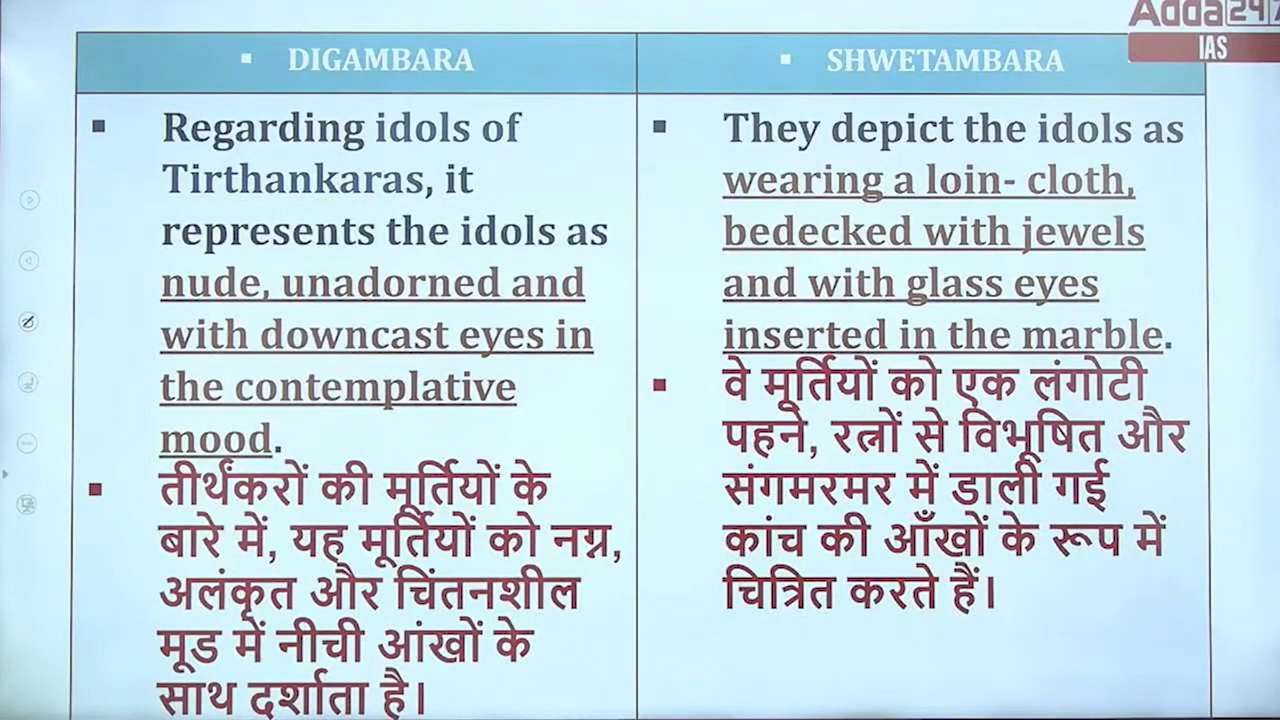 Adda247
IAS
▪ DIGAMBARA
▪ Regarding idols of
Tirthankaras, it
represents the idols as
nude, unadorned and
with downcast eyes in
the contemplative
mood.
▪ तीर्थंकरों की मूर्तियों के
बारे में, यह मूर्तियों को नग्न,
अलंकृत और चिंतनशील
मूड में नीची आंखों के
साथ दर्शाता है।
▪ SHWETAMBARA
▪ They depict the idols as
wearing a loin- cloth,
bedecked with jewels
and with glass eyes
inserted in the marble.
▪ वे मूर्तियों को एक लंगोटी
पहने, रत्नों से विभूषित और
संगमरमर में डाली गई
कांच की आँखों के रूप में
चित्रित करते हैं।